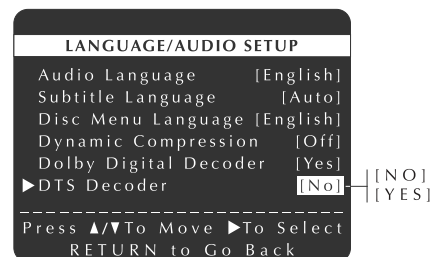 LANGUAGE/AUDIO SETUP
Audio Language [English]
Subtitle Language [Auto]
Disc Menu Language [English]
Dynamic Compression [Off]
Dolby Digital Decoder [Yes]
▶DTS Decoder [No]
[NO]
[YES]
Press ▲/▼To Move ▶To Select
RETURN to Go Back